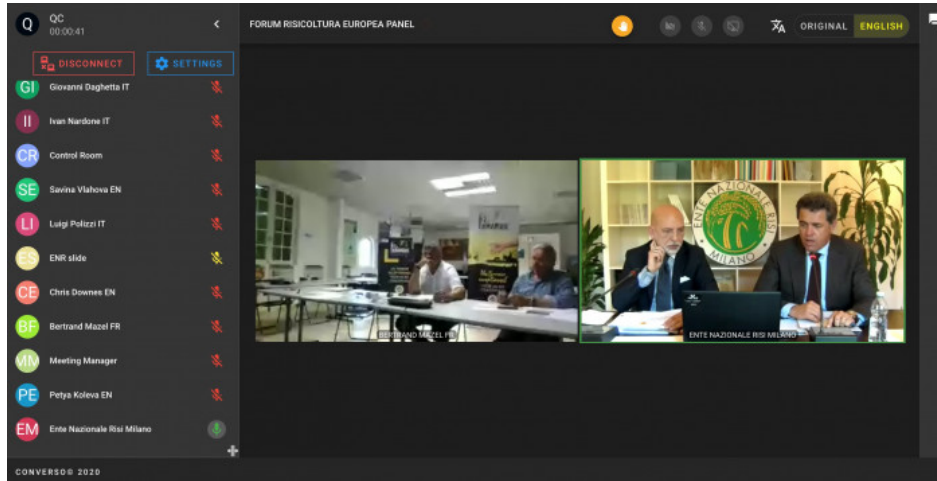 Q
QC
00:00:41
FORUM RISICOLTURA EUROPEA PANEL
ORIGINAL
ENGLISH
DISCONNECT
SETTINGS
GI
Giovanni Daghetta IT
II
Ivan Nardone IT
CR
Control Room
SE
Savina Vlahova EN
LI
Luigi Polizzi IT
ES
ENR slide
CE
Chris Downes EN
BF
Bertrand Mazel FR
MM
Meeting Manager
PE
Petya Koleva EN
EM
Ente Nazionale Risi Milano
BERTRAND MAZEL FR
ENTE NAZIONALE RISI
MILANO
ENTE NAZIONALE RISI MILANO
CONVERSO© 2020